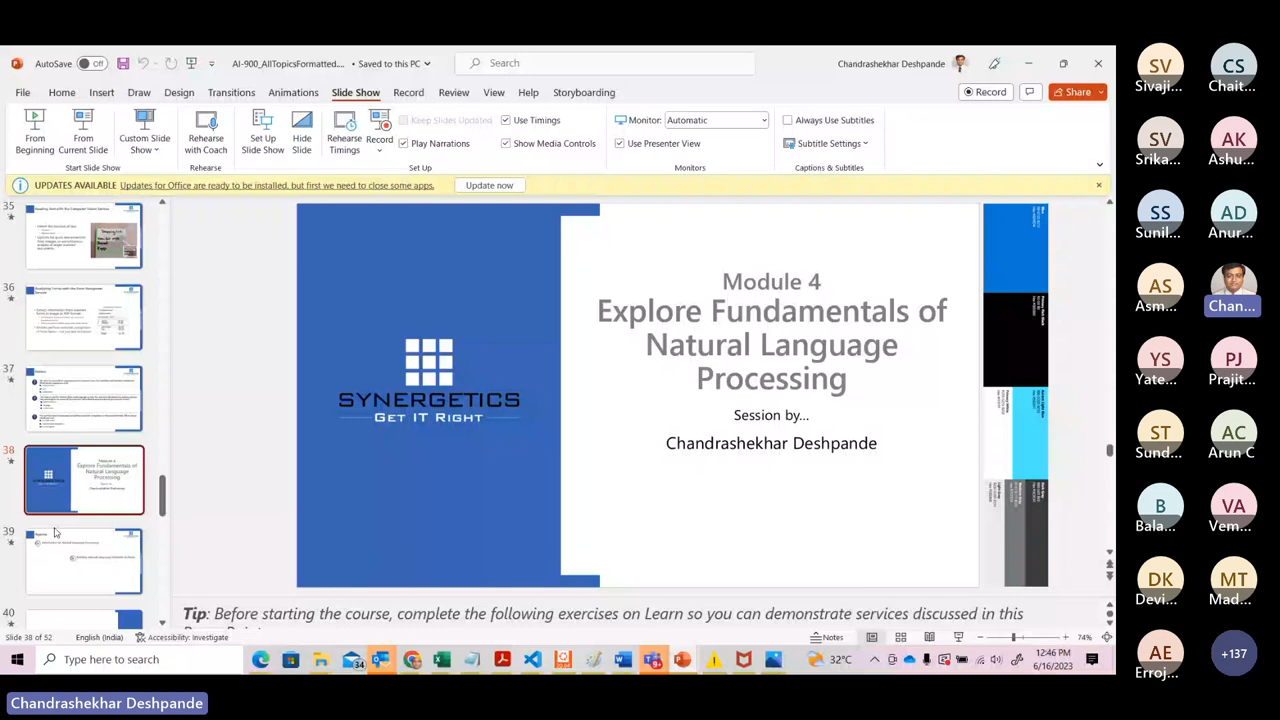 AutoSave Off
AI-900_AllTopicsFormatted.... • Saved to this PC
Search
Chandrashekhar Deshpande
File Home Insert Draw Design Transitions Animations Slide Show Record Review View Help Storyboarding
Record
Share
From Beginning
From Current Slide
Custom Slide Show
Rehearse with Coach
Set Up Slide Show
Hide Slide
Rehearse Timings
Record
Keep Slides Updated
Use Timings
Play Narrations
Show Media Controls
Monitor: Automatic
Use Presenter View
Always Use Subtitles
Subtitle Settings
Start Slide Show
Rehearse
Set Up
Monitors
Captions & Subtitles
UPDATES AVAILABLE Updates for Office are ready to be installed, but first we need to close some apps. Update now
35
36
37
38
39
40
Module 4
Explore Fundamentals of
Natural Language
Processing
Session by...
Chandrashekhar Deshpande
SYNERGETICS
GET IT RIGHT
Tip: Before starting the course, complete the following exercises on Learn so you can demonstrate services discussed in this
Slide 38 of 52 English (India) Accessibility: Investigate
Notes
74%
Type here to search
34
32°C
12:46 PM
6/16/2023
Chandrashekhar Deshpande
SV
Sivaji...
CS
Chait...
SV
Srika...
AK
Ashu...
SS
Sunil...
AD
Anur...
AS
Asm...
Chan...
YS
Yate...
PJ
Prajit...
ST
Sund...
AC
Arun C
B
Bala...
VA
Vem...
DK
Devi...
MT
Mad...
AE
Erroj...
+137